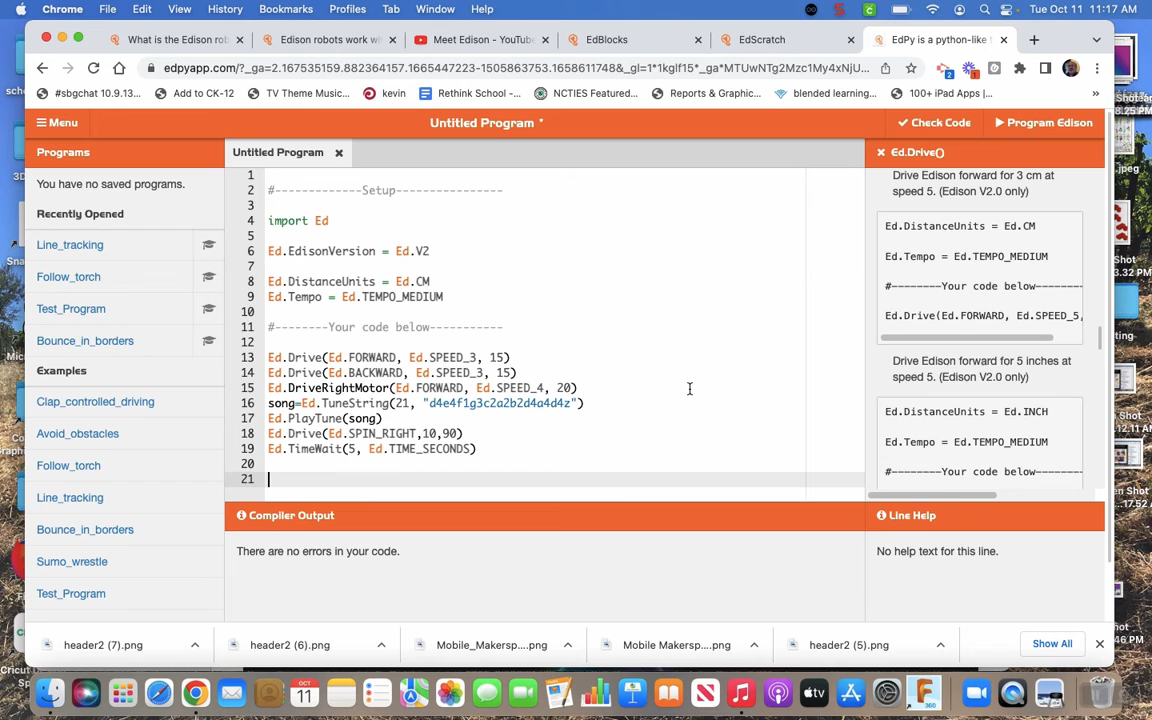 Chrome File Edit View History Bookmarks Profiles Tab Window Help Tue Oct 11 11:17 AM
What is the Edison rob
Edison robots work wit
Meet Edison - YouTube
EdBlocks
EdScratch
EdPy is a python-like t
edpyapp.com/?_ga=2.167535159.882364157.1665447223-1505863753.1658611748&_gl=1*1kglf15*_ga*MTUwNTg2Mzc1My4xNjU...
#sbgchat 10.9.13... Add to CK-12 TV Theme Music... kevin Rethink School -... NCTIES Featured... Reports & Graphic... blended learning... 100+ iPad Apps |... »
Menu
Untitled Program *
Check Code
Program Edison
Programs
You have no saved programs.
Recently Opened
Line_tracking
Follow_torch
Test_Program
Bounce_in_borders
Examples
Clap_controlled_driving
Avoid_obstacles
Follow_torch
Line_tracking
Bounce_in_borders
Sumo_wrestle
Test_Program
Untitled Program
1
2 #-------------Setup----------------
3
4 import Ed
5
6 Ed.EdisonVersion = Ed.V2
7
8 Ed.DistanceUnits = Ed.CM
9 Ed.Tempo = Ed.TEMPO_MEDIUM
10
11 #--------Your code below-----------
12
13 Ed.Drive(Ed.FORWARD, Ed.SPEED_3, 15)
14 Ed.Drive(Ed.BACKWARD, Ed.SPEED_3, 15)
15 Ed.DriveRightMotor(Ed.FORWARD, Ed.SPEED_4, 20)
16 song=Ed.TuneString(21, "d4e4f1g3c2a2b2d4a4d4z")
17 Ed.PlayTune(song)
18 Ed.Drive(Ed.SPIN_RIGHT,10,90)
19 Ed.TimeWait(5, Ed.TIME_SECONDS)
20
21
Compiler Output
There are no errors in your code.
Ed.Drive()
Drive Edison forward for 3 cm at
speed 5. (Edison V2.0 only)
Ed.DistanceUnits = Ed.CM
Ed.Tempo = Ed.TEMPO_MEDIUM
#--------Your code below----
Ed.Drive(Ed.FORWARD, Ed.SPEED_5,
Drive Edison forward for 5 inches at
speed 5. (Edison V2.0 only)
Ed.DistanceUnits = Ed.INCH
Ed.Tempo = Ed.TEMPO_MEDIUM
#--------Your code below----
Line Help
No help text for this line.
header2 (7).png
header2 (6).png
Mobile_Makersp....png
Mobile Makersp....png
header2 (5).png
Show All
OCT
11
tv
360